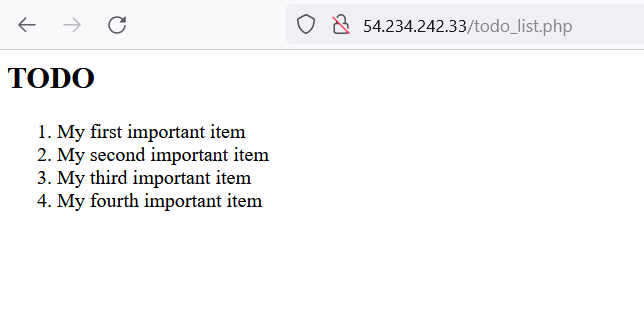 54.234.242.33/todo_list.php
TODO
1. My first important item
2. My second important item
3. My third important item
4. My fourth important item